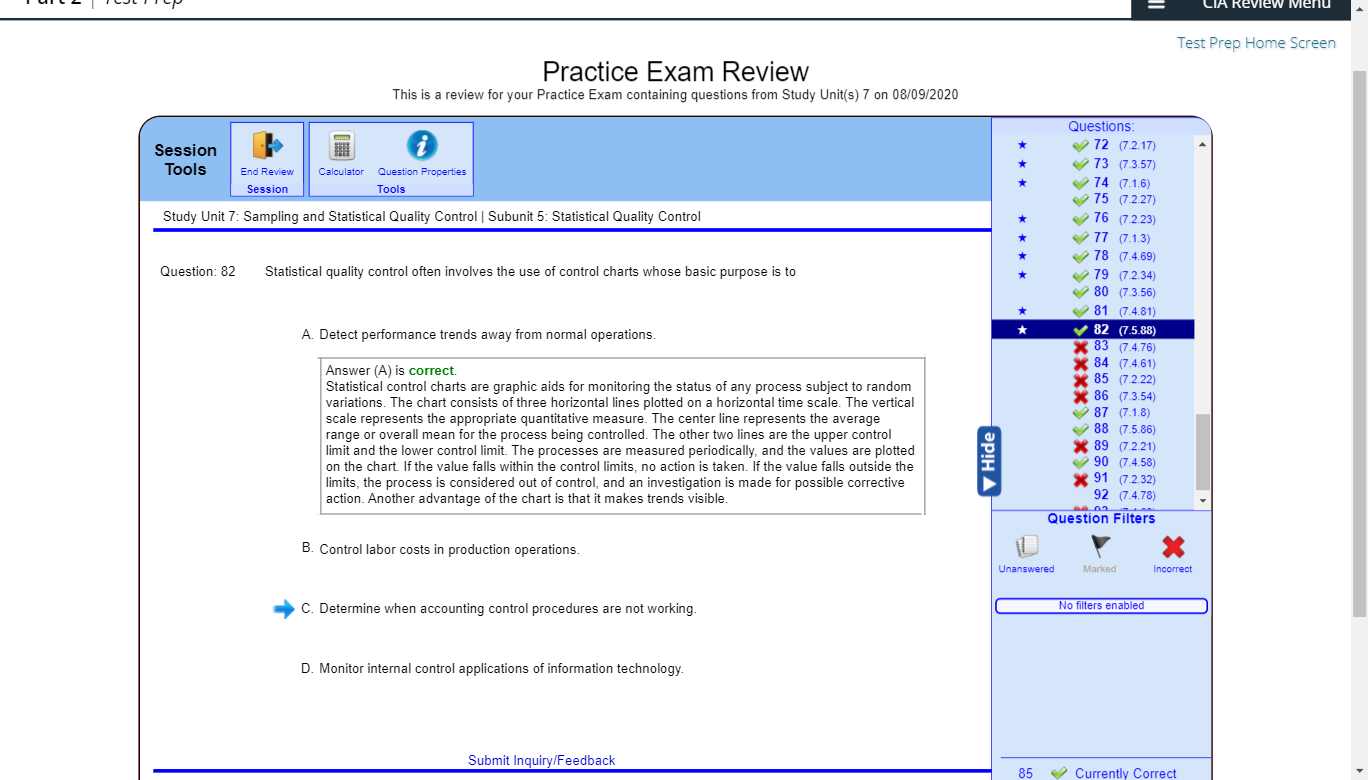 Part 2 | Test Prep
CIA Review Menu
Test Prep Home Screen
Practice Exam Review
This is a review for your Practice Exam containing questions from Study Unit(s) 7 on 08/09/2020
Session
Tools
End Review
Session
Calculator
Question Properties
Tools
Study Unit 7: Sampling and Statistical Quality Control | Subunit 5: Statistical Quality Control
Question: 82
Statistical quality control often involves the use of control charts whose basic purpose is to
A. Detect performance trends away from normal operations.
Answer (A) is correct.
Statistical control charts are graphic aids for monitoring the status of any process subject to random
variations. The chart consists of three horizontal lines plotted on a horizontal time scale. The vertical
scale represents the appropriate quantitative measure. The center line represents the average
range or overall mean for the process being controlled. The other two lines are the upper control
limit and the lower control limit. The processes are measured periodically, and the values are plotted
on the chart. If the value falls within the control limits, no action is taken. If the value falls outside the
limits, the process is considered out of control, and an investigation is made for possible corrective
action. Another advantage of the chart is that it makes trends visible.
B. Control labor costs in production operations.
C. Determine when accounting control procedures are not working.
D. Monitor internal control applications of information technology.
Submit Inquiry/Feedback
Hide
Questions:
72 (7.2.17)
73 (7.3.57)
74 (7.1.6)
75 (7.2.27)
76 (7.2.23)
77 (7.1.3)
78 (7.4.69)
79 (7.2.34)
80 (7.3.56)
81 (7.4.81)
82 (7.5.88)
83 (7.4.76)
84 (7.4.61)
85 (7.2.22)
86 (7.3.54)
87 (7.1.8)
88 (7.5.86)
89 (7.2.21)
90 (7.4.58)
91 (7.2.32)
92 (7.4.78)
Question Filters
Unanswered
Marked
Incorrect
No filters enabled
85 Currently Correct